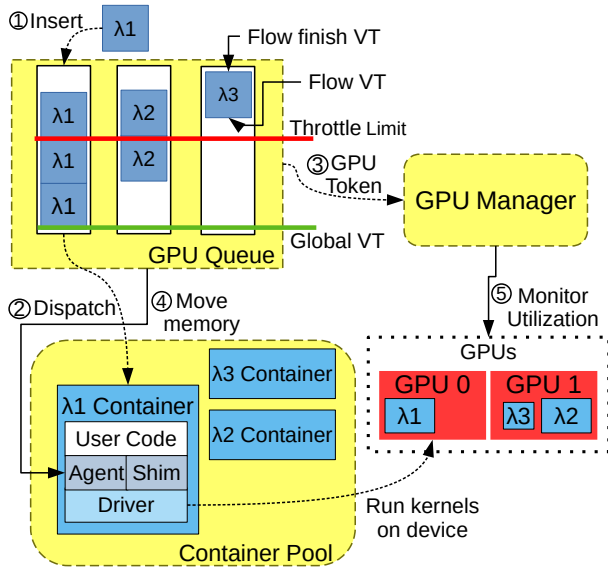 ①Insert
λ1
Flow finish VT
Flow VT
λ1
λ2
λ3
Throttle Limit
λ1
λ2
③GPU
Token
λ1
GPU Manager
Global VT
GPU Queue
②Dispatch
④Move
memory
⑤Monitor
Utilization
GPUs
λ3 Container
GPU 0
GPU 1
λ1 Container
λ1
λ3
λ2
User Code
λ2 Container
Agent
Shim
Driver
Run kernels
on device
Container Pool